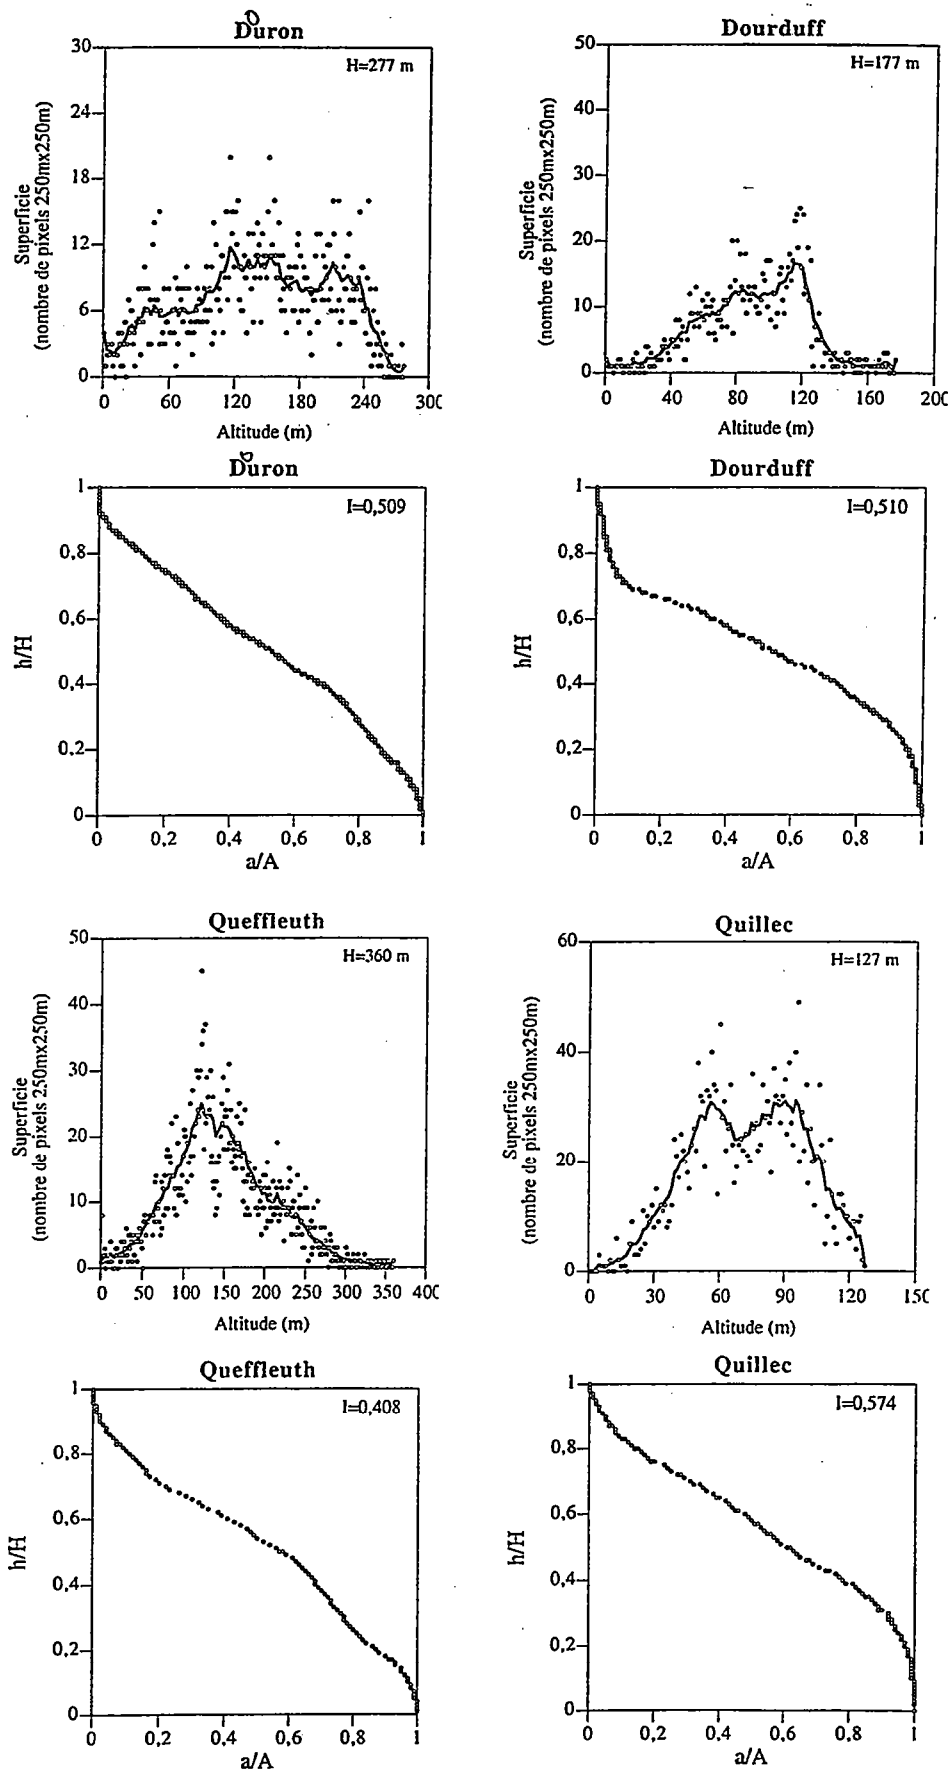 Duron
H=277 m
30
24
18
12
6
0
Superficie
(nombre de pixels 250mx250m)
0 60 120 180 240 300
Altitude (m)
Dourduff
H=177 m
50
40
30
20
10
0
Superficie
(nombre de pixels 250mx250m)
0 40 80 120 160 200
Altitude (m)
Duron
I=0,509
1
0,8
0,6
0,4
0,2
0
h/H
0 0,2 0,4 0,6 0,8 1
a/A
Dourduff
I=0,510
1
0,8
0,6
0,4
0,2
0
h/H
0 0,2 0,4 0,6 0,8 1
a/A
Queffleuth
H=360 m
50
40
30
20
10
0
Superficie
(nombre de pixels 250mx250m)
0 50 100 150 200 250 300 350 400
Altitude (m)
Quillec
H=127 m
60
40
20
0
Superficie
(nombre de pixels 250mx250m)
0 30 60 90 120 150
Altitude (m)
Queffleuth
I=0,408
1
0,8
0,6
0,4
0,2
0
h/H
0 0,2 0,4 0,6 0,8 1
a/A
Quillec
I=0,574
1
0,8
0,6
0,4
0,2
0
h/H
0 0,2 0,4 0,6 0,8 1
a/A